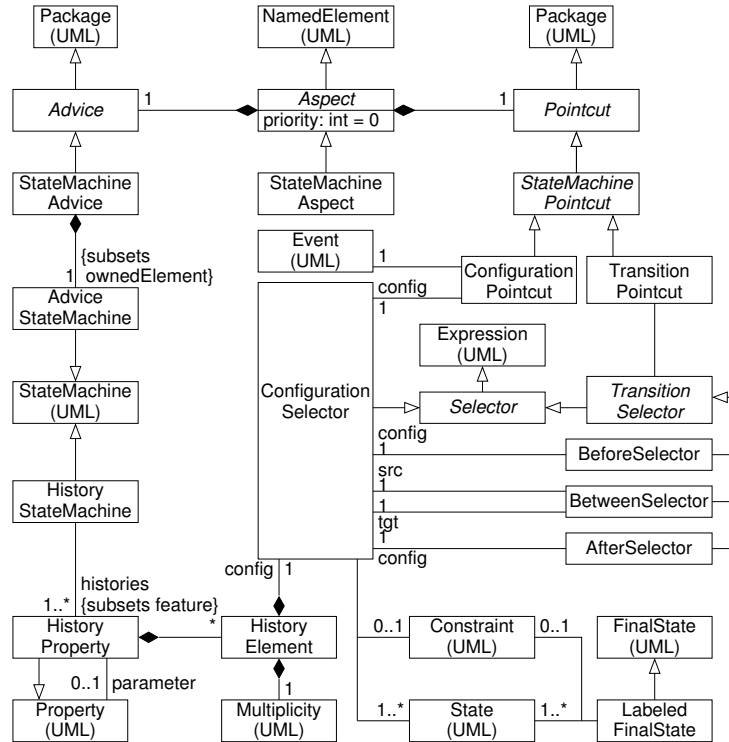 Package
(UML)
NamedElement
(UML)
Package
(UML)
Advice
1
Aspect
priority: int = 0
1
Pointcut
StateMachine
Advice
StateMachine
Aspect
StateMachine
Pointcut
{subsets
1 ownedElement}
Event
(UML)
1
config
1
Configuration
Pointcut
Transition
Pointcut
Advice
StateMachine
Expression
(UML)
StateMachine
(UML)
Configuration
Selector
Selector
Transition
Selector
config
1
BeforeSelector
src
1
1
BetweenSelector
tgt
1
config
AfterSelector
History
StateMachine
config 1
histories
1..* {subsets feature}
History
Property
*
History
Element
0..1
Constraint
(UML)
0..1
FinalState
(UML)
0..1 parameter
1
Property
(UML)
Multiplicity
(UML)
1..*
State
(UML)
1..*
Labeled
FinalState